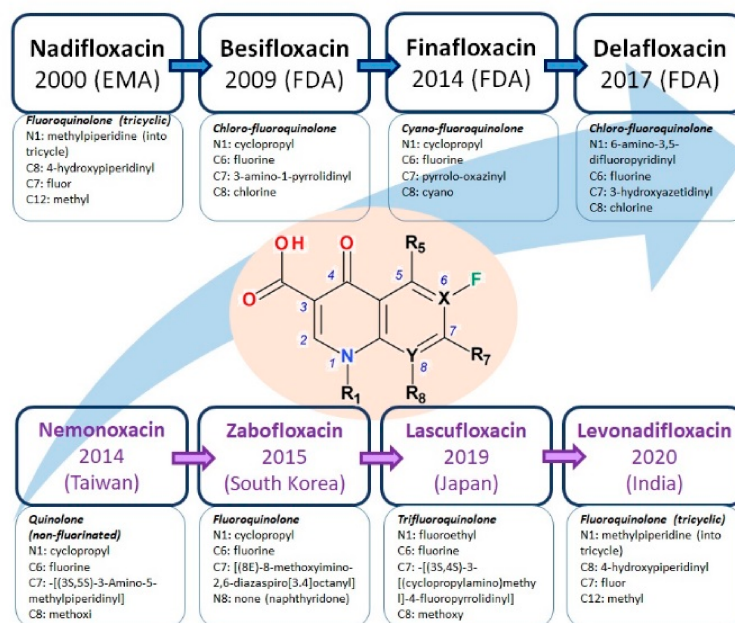 Nadifloxacin
2000 (EMA)
Besifloxacin
2009 (FDA)
Finafloxacin
2014 (FDA)
Delafloxacin
2017 (FDA)
Fluoroquinolone (tricyclic)
N1: methylpiperidine (into
tricycle)
C8: 4-hydroxypiperidinyl
C7: fluor
C12: methyl
Chloro-fluoroquinolone
N1: cyclopropyl
C6: fluorine
C7: 3-amino-1-pyrrolidinyl
C8: chlorine
Cyano-fluoroquinolone
N1: cyclopropyl
C6: fluorine
C7: pyrrolo-oxazinyl
C8: cyano
Chloro-fluoroquinolone
N1: 6-amino-3,5-
difluoropyridinyl
C6: fluorine
C7: 3-hydroxyazetidinyl
C8: chlorine
OH
O
O
R5
4
5
6
F
X
3
2
7
R7
1
N
Y
8
R1
R8
Nemonoxacin
2014
(Taiwan)
Zabofloxacin
2015
(South Korea)
Lascufloxacin
2019
(Japan)
Levonadifloxacin
2020
(India)
Quinolone
(non-fluorinated)
N1: cyclopropyl
C6: fluorine
C7: -[(3S,5S)-3-Amino-5-
methylpiperidinyl]
C8: methoxi
Fluoroquinolone
N1: cyclopropyl
C6: fluorine
C7: [(8E)-8-methoxyimino-
2,6-diazaspiro[3.4]octanyl]
N8: none (naphthyridone)
Trifluoroquinolone
N1: fluoroethyl
C6: fluorine
C7: -[(3S,4S)-3-
[(cyclopropylamino)methy
l]-4-fluoropyrrolidinyl]
C8: methoxy
Fluoroquinolone (tricyclic)
N1: methylpiperidine (into
tricycle)
C8: 4-hydroxypiperidinyl
C7: fluor
C12: methyl